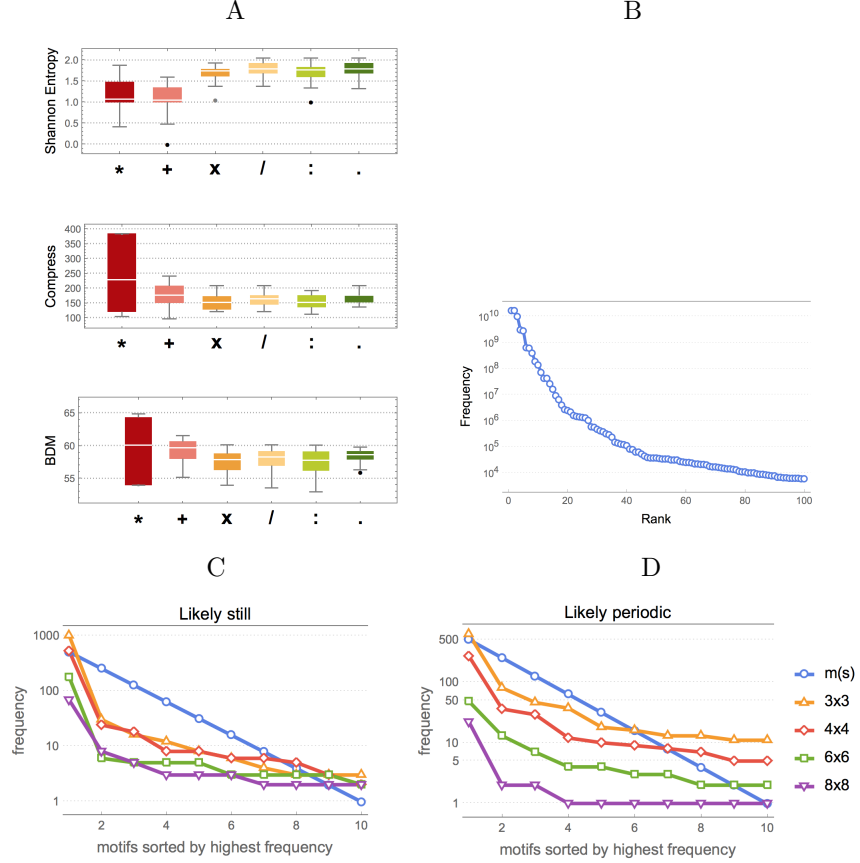 A
B
Shannon Entropy
2.0
1.5
1.0
0.5
0.0
* + x / : .
Compress
400
350
300
250
200
150
100
* + x / : .
BDM
65
60
55
* + x / : .
Frequency
10^10
10^9
10^8
10^7
10^6
10^5
10^4
0 20 40 60 80 100
Rank
C
D
Likely still
frequency
1000
100
10
1
2 4 6 8 10
motifs sorted by highest frequency
Likely periodic
frequency
500
100
50
10
5
1
2 4 6 8 10
motifs sorted by highest frequency
m(s)
3x3
4x4
6x6
8x8